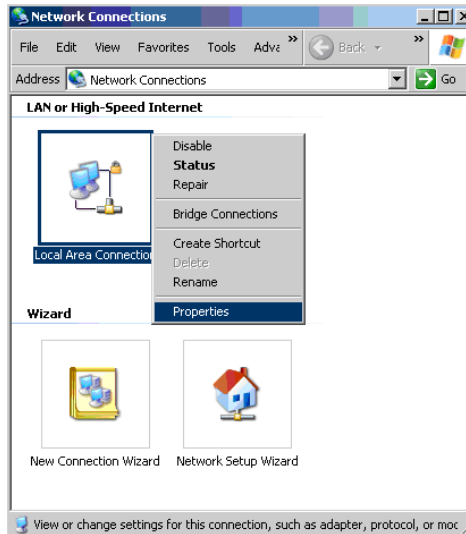 Network Connections
File Edit View Favorites Tools Adva » Back »
Address Network Connections Go
LAN or High-Speed Internet
Local Area Connection
Disable
Status
Repair
Bridge Connections
Create Shortcut
Delete
Rename
Properties
Wizard
New Connection Wizard Network Setup Wizard
View or change settings for this connection, such as adapter, protocol, or moc